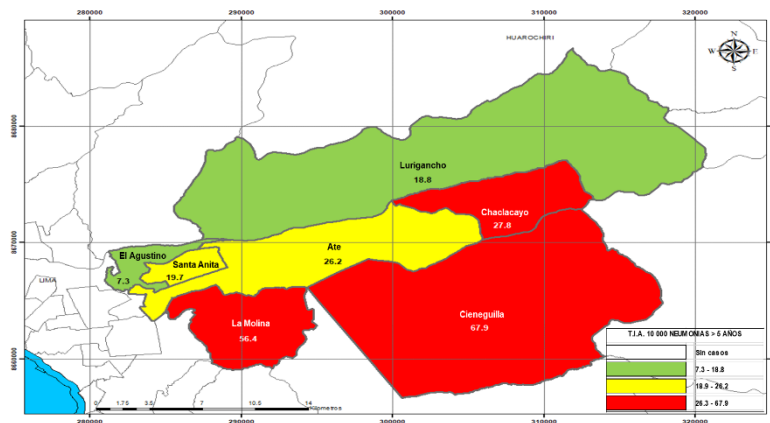 280000 290000 300000 310000 320000
HUAROCHIRI
N
W E
S
8680000
Lurigancho
18.8
Chaclacayo
27.8
8670000
El Agustino
7.3
Santa Anita
19.7
Ate
26.2
LIMA
Cieneguilla
67.9
La Molina
56.4
T.I.A. 10 000 NEUMONIAS > 5 AÑOS
Sin casos
7.3 - 18.8
18.9 - 26.2
26.3 - 67.9
8660000
0 1.75 3.5 7 10.5 14
Kilometros
280000 290000 300000 310000 320000